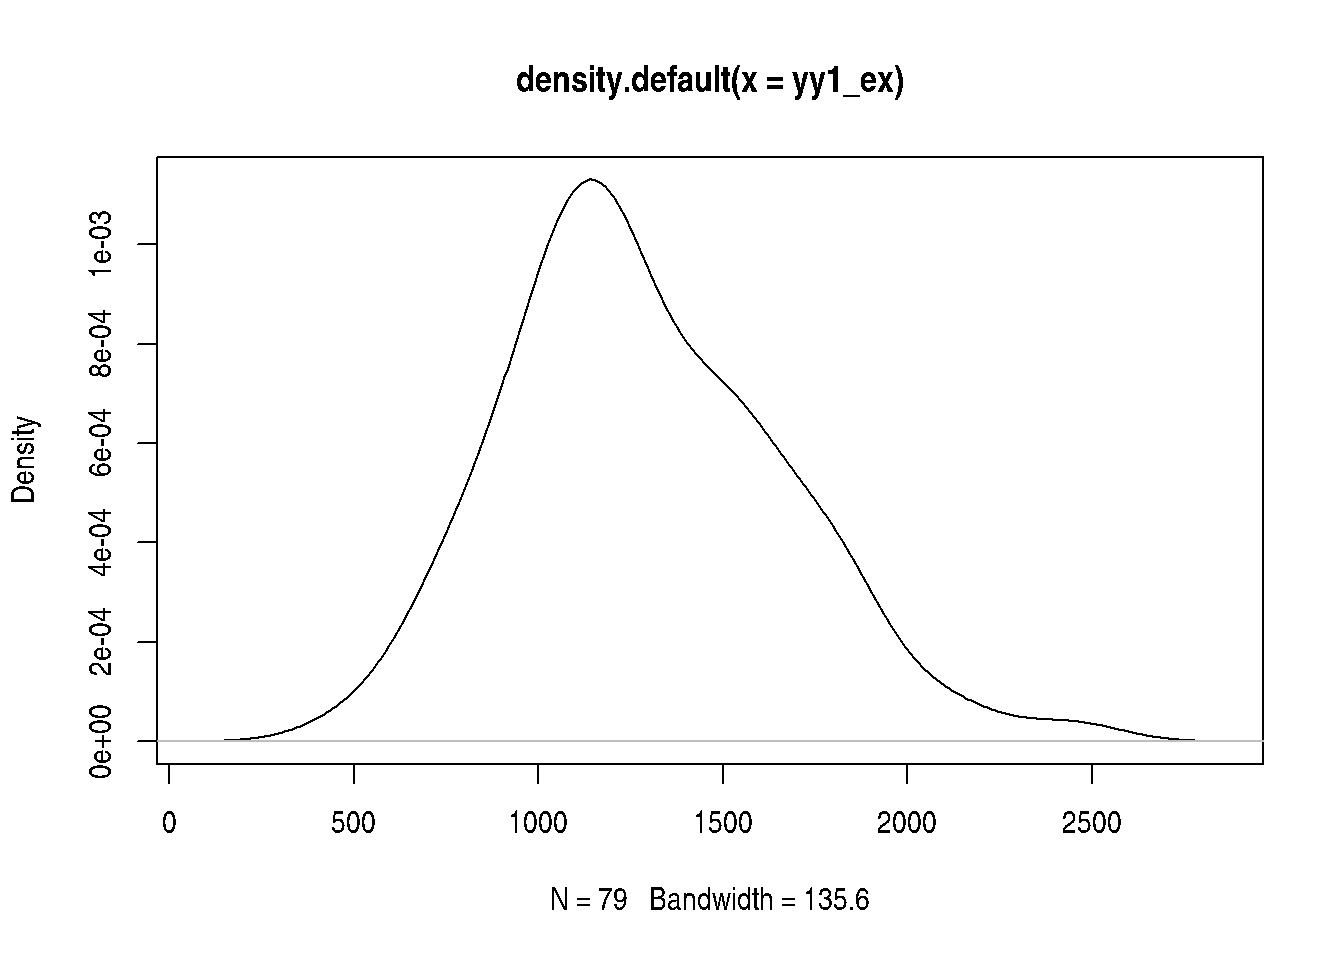 density.default(x = yy1_ex)
Density
1e-03
8e-04
6e-04
4e-04
2e-04
0e+00
0 500 1000 1500 2000 2500
N = 79 Bandwidth = 135.6